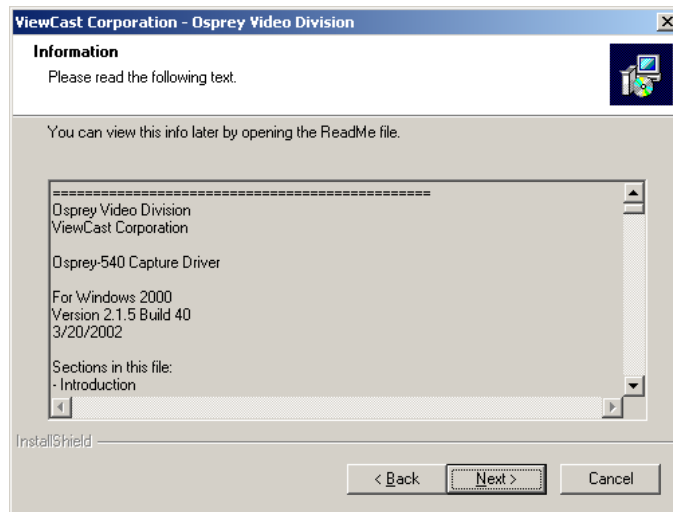 ViewCast Corporation - Osprey Video Division
Information
Please read the following text.
You can view this info later by opening the ReadMe file.
===============================================
Osprey Video Division
ViewCast Corporation
Osprey-540 Capture Driver
For Windows 2000
Version 2.1.5 Build 40
3/20/2002
Sections in this file:
- Introduction
InstallShield
< Back
Next >
Cancel